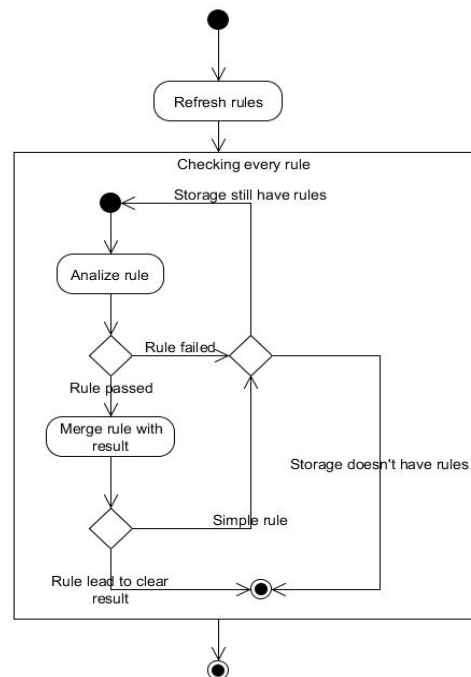 Refresh rules
Checking every rule
Storage still have rules
Analize rule
Rule failed
Rule passed
Merge rule with
result
Storage doesn't have rules
Simple rule
Rule lead to clear
result